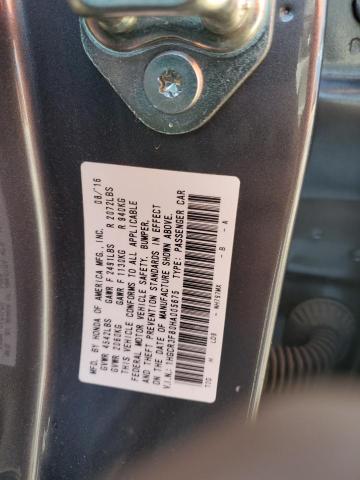 MFD. BY HONDA OF AMERICA MFG., INC. 08/16
GVWR 4542LBS GAWR F 2491LBS R 2072LBS
GVWR 2060KG GAWR F 1130KG R 940KG
THIS VEHICLE CONFORMS TO ALL APPLICABLE
FEDERAL MOTOR VEHICLE SAFETY, BUMPER,
AND THEFT PREVENTION STANDARDS IN EFFECT
ON THE DATE OF MANUFACTURE SHOWN ABOVE.
V.I.N.: 1HGCR3F80HA005675 TYPE: PASSENGER CAR